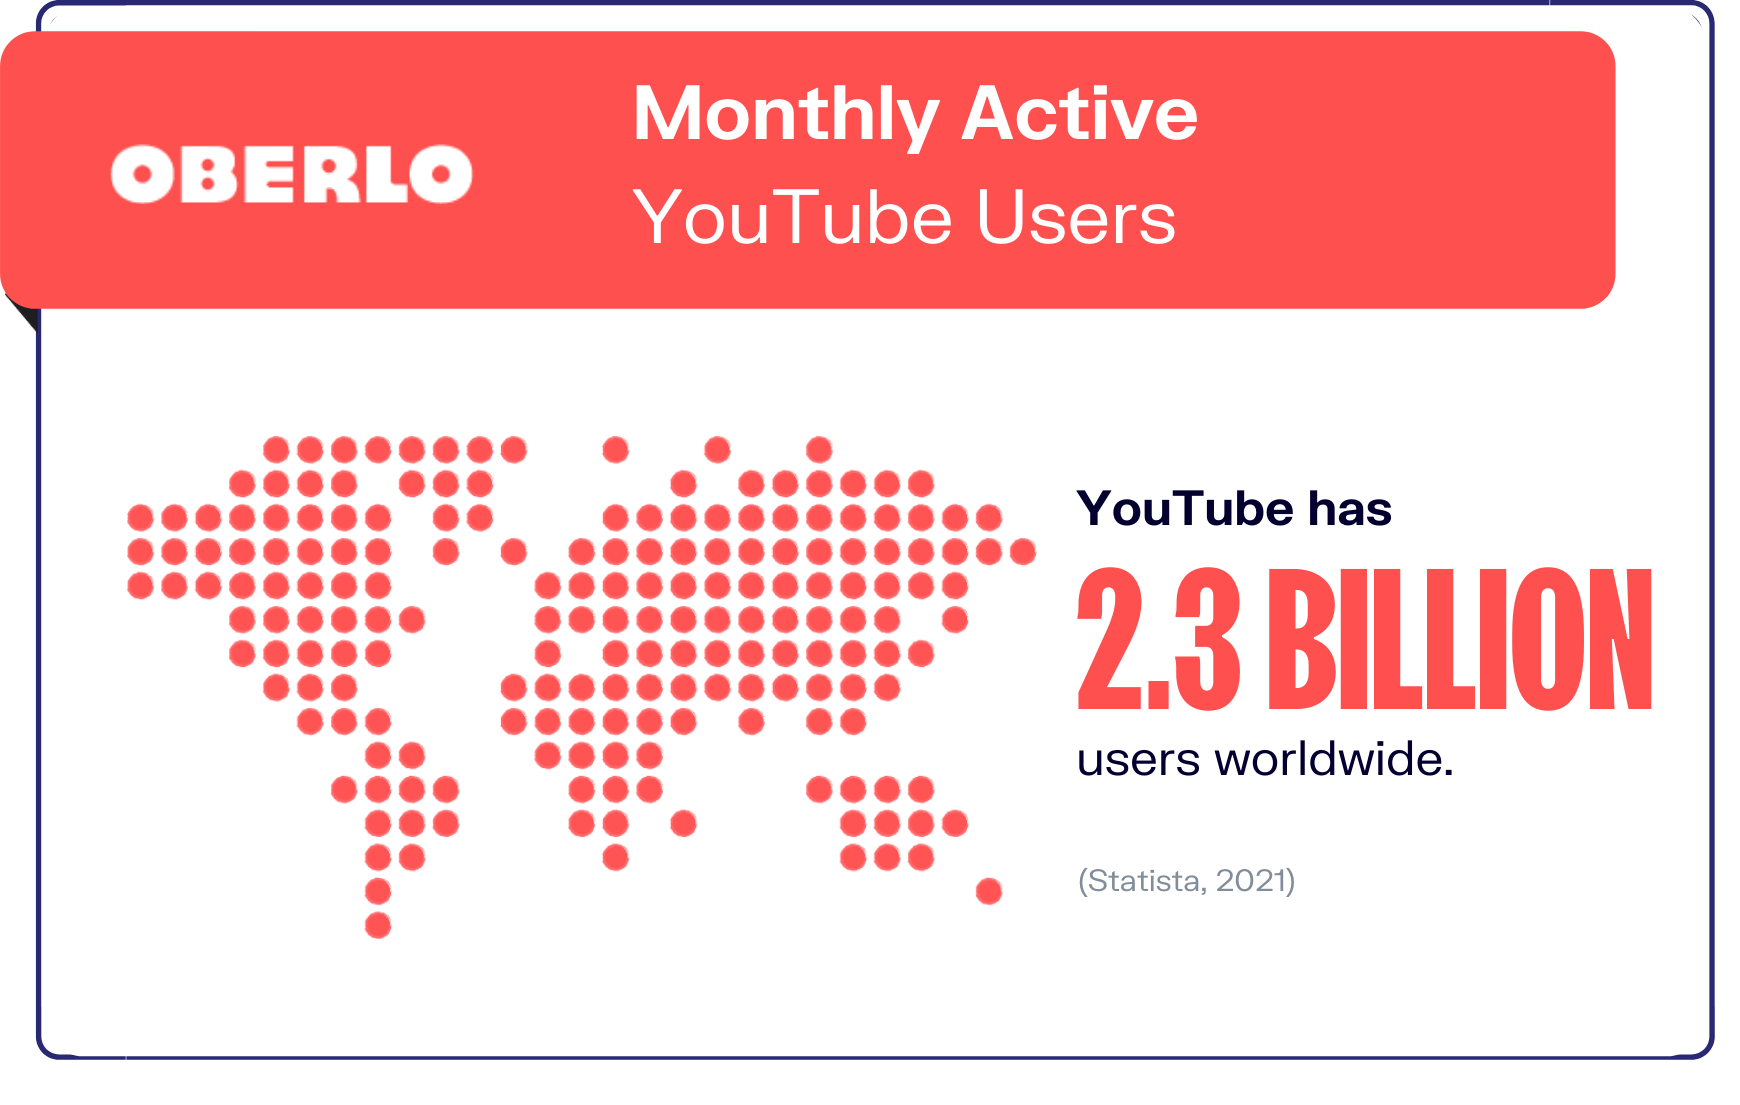 OBERLO
Monthly Active
YouTube Users
YouTube has
2.3 BILLION
users worldwide.
(Statista, 2021)